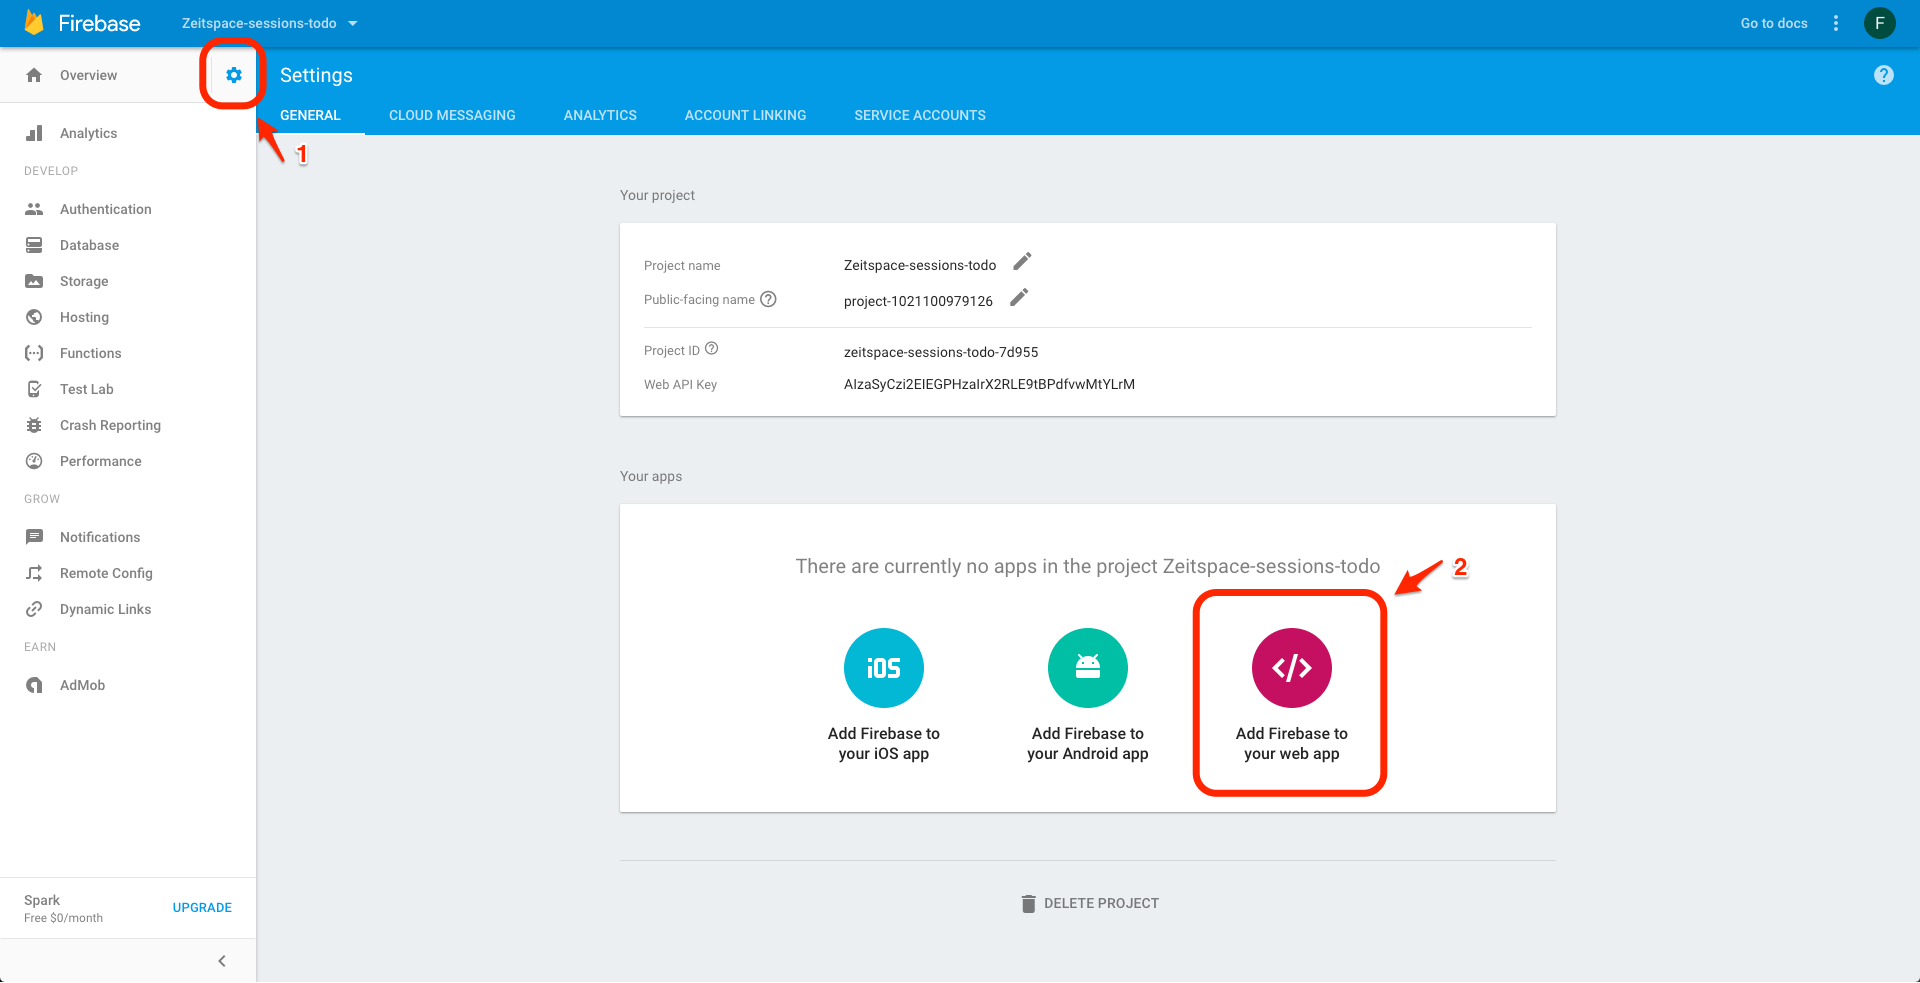 Firebase
Zeitspace-sessions-todo
Go to docs
F
Overview
Settings
GENERAL
CLOUD MESSAGING
ANALYTICS
ACCOUNT LINKING
SERVICE ACCOUNTS
1
Analytics
DEVELOP
Authentication
Database
Storage
Hosting
Functions
Test Lab
Crash Reporting
Performance
GROW
Notifications
Remote Config
Dynamic Links
EARN
AdMob
Spark
Free $0/month
UPGRADE
Your project
Project name
Zeitspace-sessions-todo
Public-facing name
project-1021100979126
Project ID
zeitspace-sessions-todo-7d955
Web API Key
AIzaSyCzi2EIEGPHzaIrX2RLE9tBPdfvwMtYLrM
Your apps
There are currently no apps in the project Zeitspace-sessions-todo
2
iOS
Add Firebase to
your iOS app
Add Firebase to
your Android app
</>
Add Firebase to
your web app
DELETE PROJECT